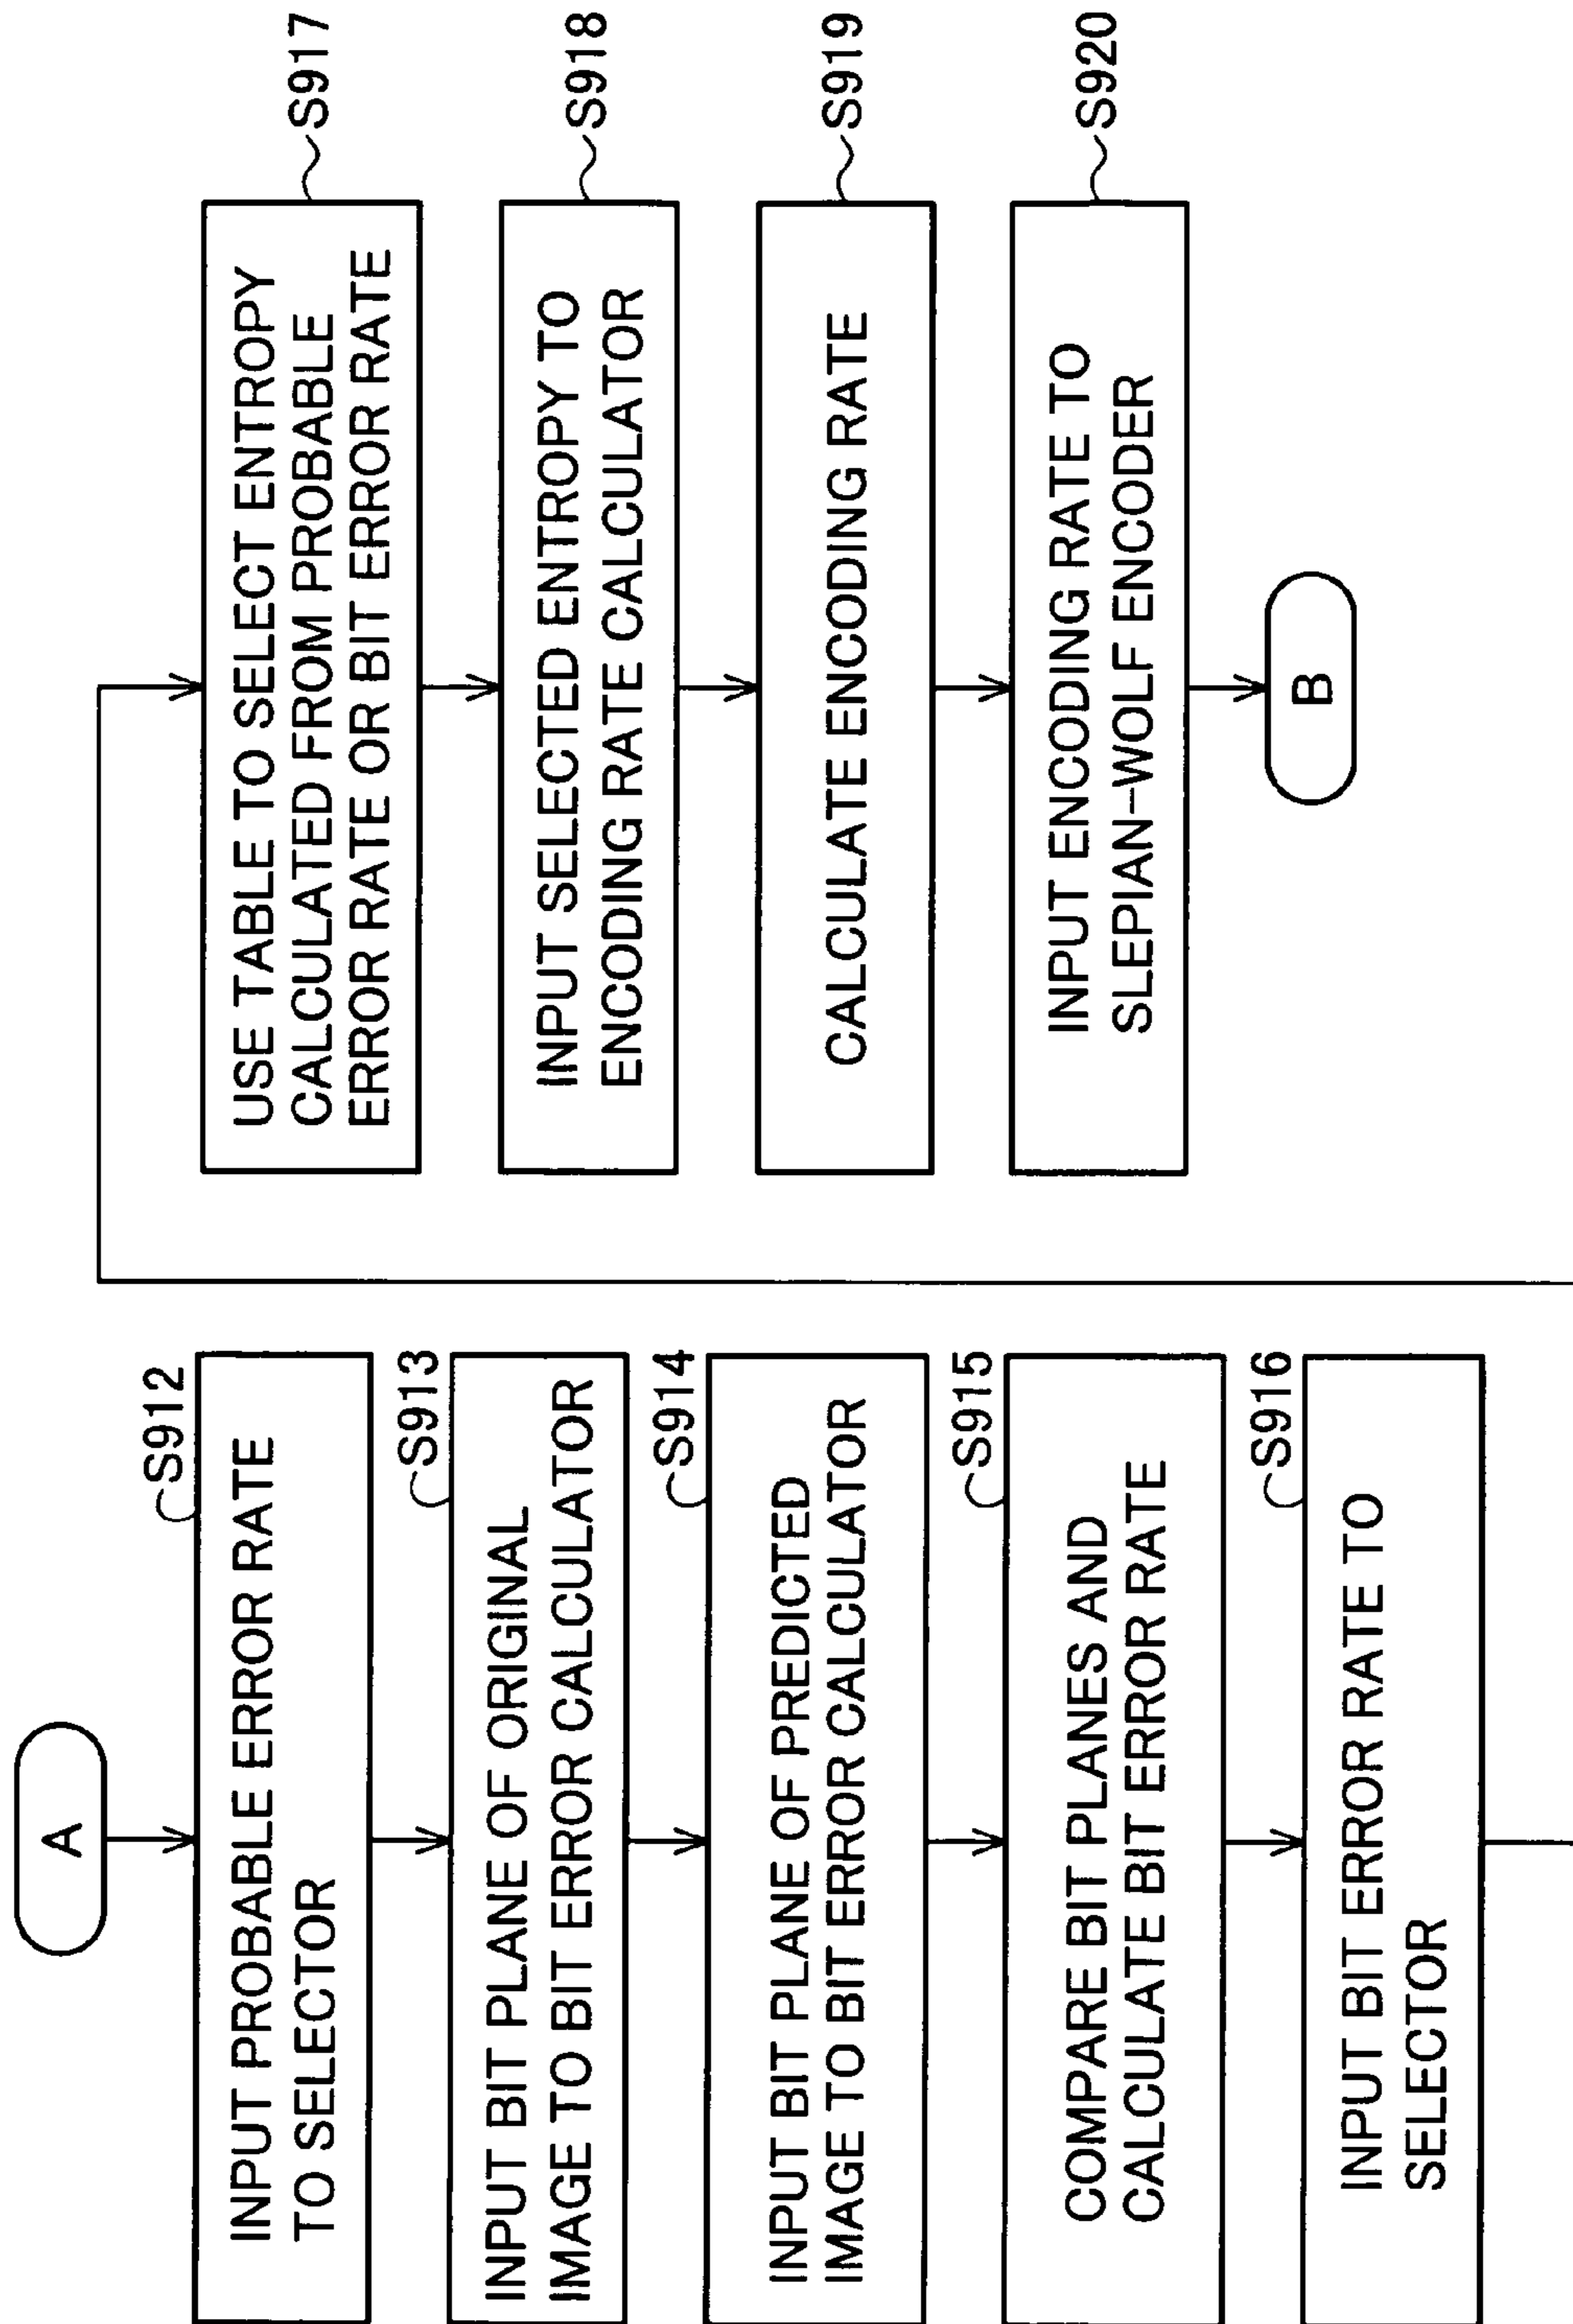 A
S912
INPUT PROBABLE ERROR RATE
TO SELECTOR
S913
INPUT BIT PLANE OF ORIGINAL
IMAGE TO BIT ERROR CALCULATOR
S914
INPUT BIT PLANE OF PREDICTED
IMAGE TO BIT ERROR CALCULATOR
S915
COMPARE BIT PLANES AND
CALCULATE BIT ERROR RATE
S916
INPUT BIT ERROR RATE TO
SELECTOR
S917
USE TABLE TO SELECT ENTROPY
CALCULATED FROM PROBABLE
ERROR RATE OR BIT ERROR RATE
S918
INPUT SELECTED ENTROPY TO
ENCODING RATE CALCULATOR
S919
CALCULATE ENCODING RATE
S920
INPUT ENCODING RATE TO
SLEPIAN-WOLF ENCODER
B